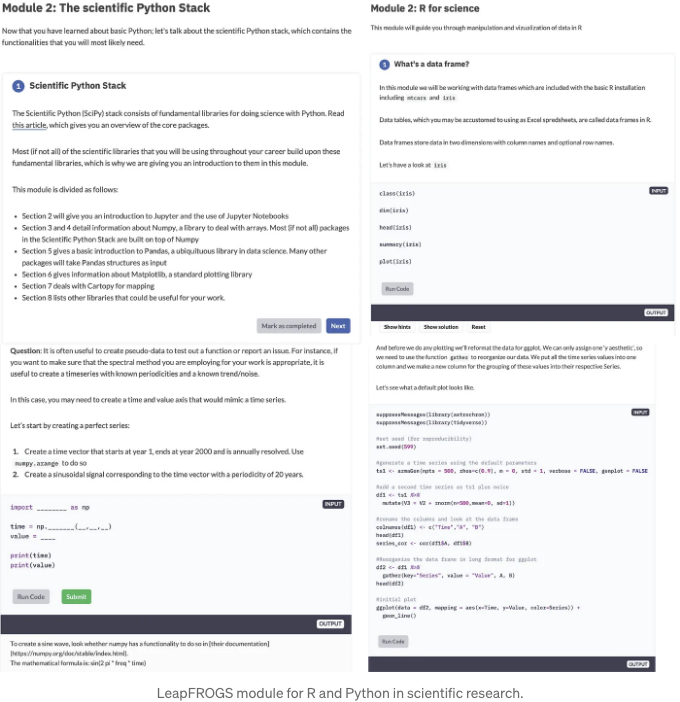 Module 2: The scientific Python Stack
Now that you have learned about basic Python; let's talk about the scientific Python stack, which contains the
functionalities that you will most likely need.
1 Scientific Python Stack
The Scientific Python (SciPy) stack consists of fundamental libraries for doing science with Python. Read
this article, which gives you an overview of the core packages.
Most (if not all) of the scientific libraries that you will be using throughout your career build upon these
fundamental libraries, which is why we are giving you an introduction to them in this module.
This module is divided as follows:
• Section 2 will give you an introduction to Jupyter and the use of Jupyter Notebooks
• Section 3 and 4 detail information about Numpy, a library to deal with arrays. Most (if not all) packages
in the Scientific Python Stack are built on top of Numpy
• Section 5 gives a basic introduction to Pandas, a ubiquituous library in data science. Many other
packages will take Pandas structures as input
• Section 6 gives information about Matplotlib, a standard plotting library
• Section 7 deals with Cartopy for mapping
• Section 8 lists other libraries that could be useful for your work.
Mark as completed Next
Question: It is often useful to create pseudo-data to test out a function or report an issue. For instance, if
you want to make sure that the spectral method you are employing for your work is appropriate, it is
useful to create a timeseries with known periodicities and a known trend/noise.
In this case, you may need to create a time and value axis that would mimic a time series.
Let's start by creating a perfect series:
1. Create a time vector that starts at year 1, ends at year 2000 and is annually resolved. Use
numpy.arange to do so
2. Create a sinusoidal signal corresponding to the time vector with a periodicity of 20 years.
INPUT
import ________ as np
time = np._______(__,__,__)
value = ____
print(time)
print(value)
Run Code Submit
OUTPUT
To create a sine wave, look whether numpy has a functionality to do so in [their documentation]
(https://numpy.org/doc/stable/index.html).
The mathematical formula is: sin(2 pi * freq * time)
Module 2: R for science
This module will guide you through manipulation and vizualization of data in R
1 What's a data frame?
In this module we will be working with data frames which are included with the basic R installation
including mtcars and iris
Data tables, which you may be accustomed to using as Excel spredsheets, are called data frames in R.
Data frames store data in two dimensions with column names and optional row names.
Let's have a look at iris
INPUT
class(iris)
dim(iris)
head(iris)
summary(iris)
plot(iris)
Run Code
OUTPUT
Show hints Show solution Reset
And before we do any plotting we'll reformat the data for ggplot. We can only assign one 'y aesthetic', so
we need to use the function gather to reorganize our data. We put all the time series values into one
column and we make a new column for the grouping of these values into their respective Series.
Let's see what a default plot looks like.
INPUT
suppressMessages(library(astrochron))
suppressMessages(library(tidyverse))
#set seed (for reproducibility)
set.seed(599)
#generate a time series using the default parameters
ts1 <- armaGen(npts = 500, rhos=c(0.9), m = 0, std = 1, verbose = FALSE, genplot = FALSE
#add a second time series as ts1 plus noise
df1 <- ts1 %>%
mutate(V3 = V2 + rnorm(n=500,mean=0, sd=1))
#rename the columns and look at the data frame
colnames(df1) <- c("Time","A", "B")
head(df1)
series_cor <- cor(df1$A, df1$B)
#Reorganize the data frame in long format for ggplot
df2 <- df1 %>%
gather(key="Series", value = "Value", A, B)
head(df2)
#initial plot
ggplot(data = df2, mapping = aes(x=Time, y=Value, color=Series)) +
geom_line()
Run Code
OUTPUT
LeapFROGS module for R and Python in scientific research.